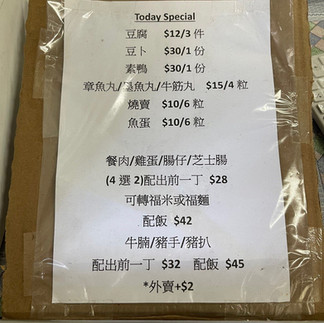 Today Special
豆腐 $12/3 件
豆卜 $30/1 份
素鴨 $30/1 份
章魚丸/墨魚丸/牛筋丸 $15/4 粒
燒賣 $10/6 粒
魚蛋 $10/6 粒
餐肉/雞蛋/腸仔/芝士腸
(4 選 2)配出前一丁 $28
可轉福米或福麵
配飯 $42
牛腩/豬手/豬扒
配出前一丁 $32 配飯 $45
*外賣+$2